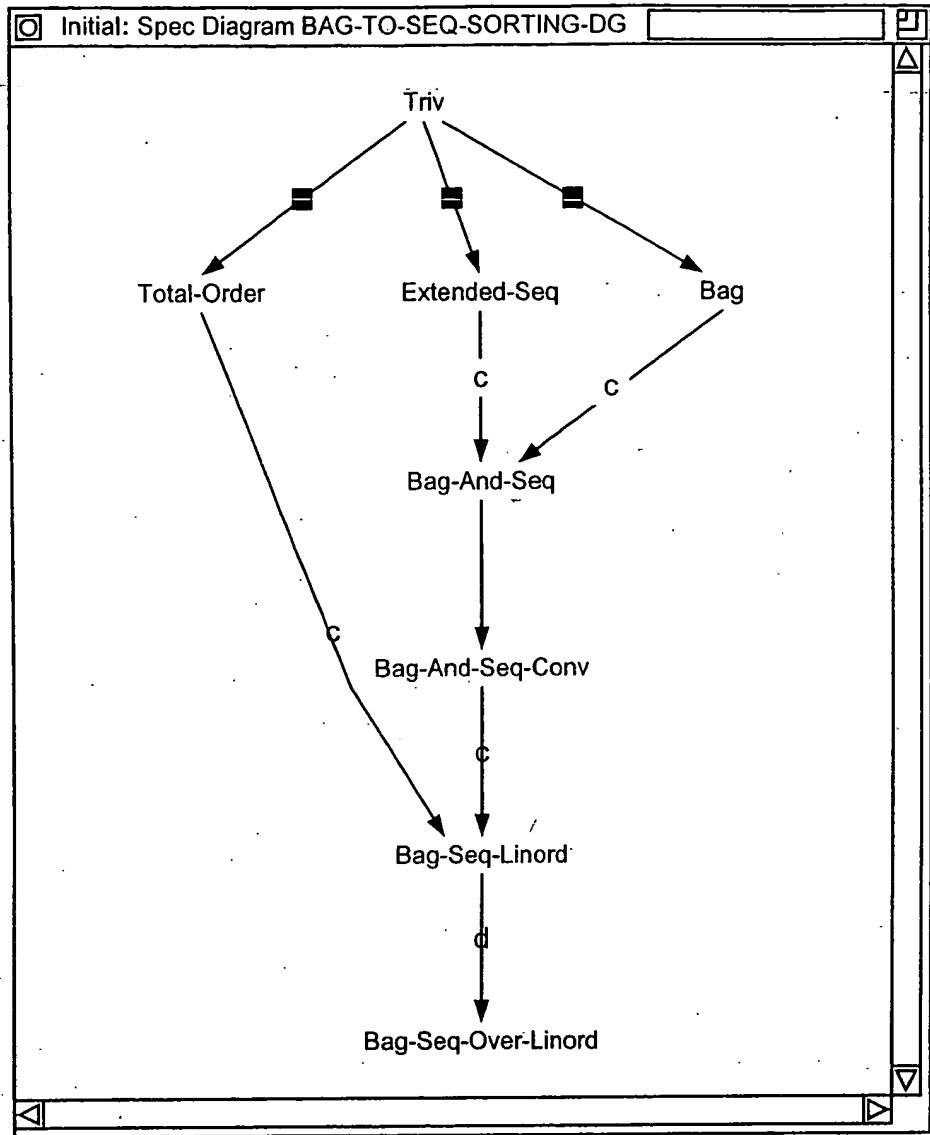 Initial: Spec Diagram BAG-TO-SEQ-SORTING-DG
Triv
Total-Order
Extended-Seq
Bag
c
c
Bag-And-Seq
c
Bag-And-Seq-Conv
c
Bag-Seq-Linord
d
Bag-Seq-Over-Linord